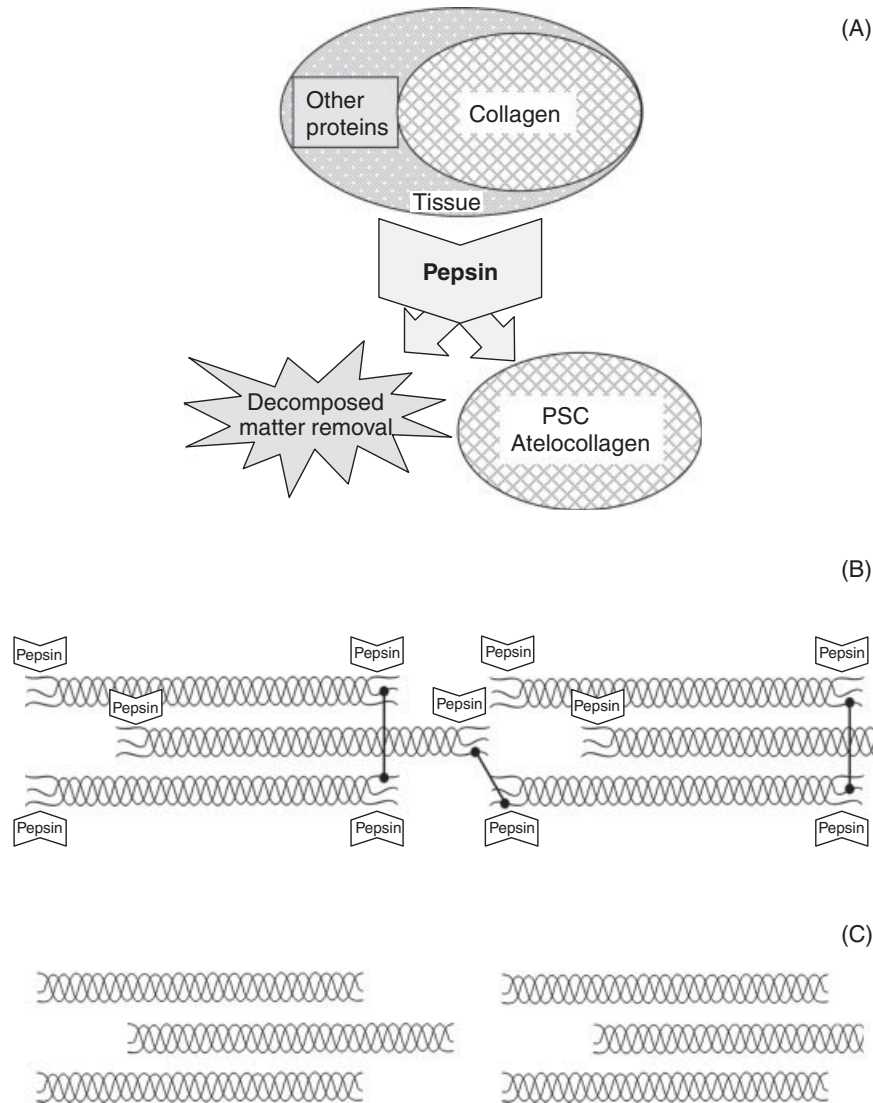 (A)
Other
proteins
Collagen
Tissue
Pepsin
Decomposed
matter removal
PSC
Atelocollagen
(B)
Pepsin
Pepsin
Pepsin
Pepsin
Pepsin
Pepsin
Pepsin
Pepsin
Pepsin
Pepsin
Pepsin
(C)